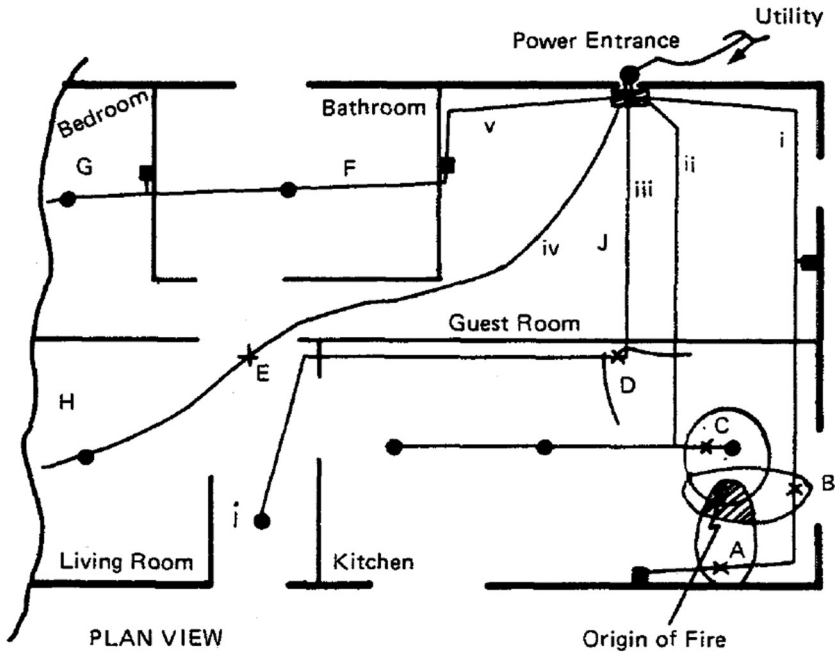 Utility
Power Entrance
Bedroom
Bathroom
G
F
v
i
ii
iii
iv
J
Guest Room
E
D
H
C
B
j
A
Living Room
Kitchen
PLAN VIEW
Origin of Fire